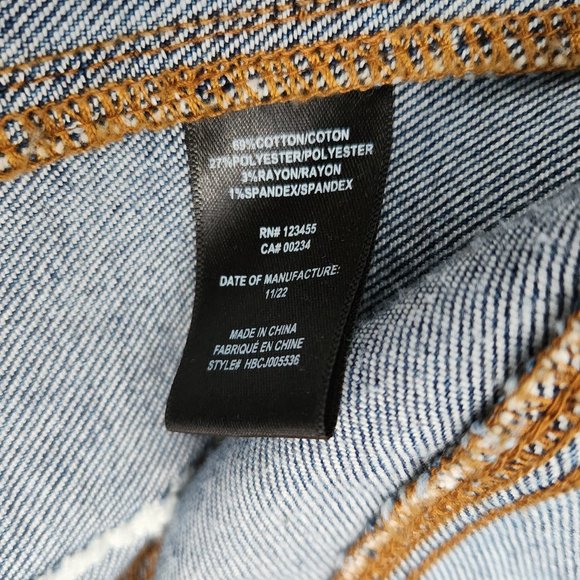 69%COTTON/COTON
27%POLYESTER/POLYESTER
3%RAYON/RAYON
1%SPANDEX/SPANDEX
RN# 123455
CA# 00234
DATE OF MANUFACTURE:
11/22
MADE IN CHINA
FABRIQUÉ EN CHINE
STYLE# HBCJ005536